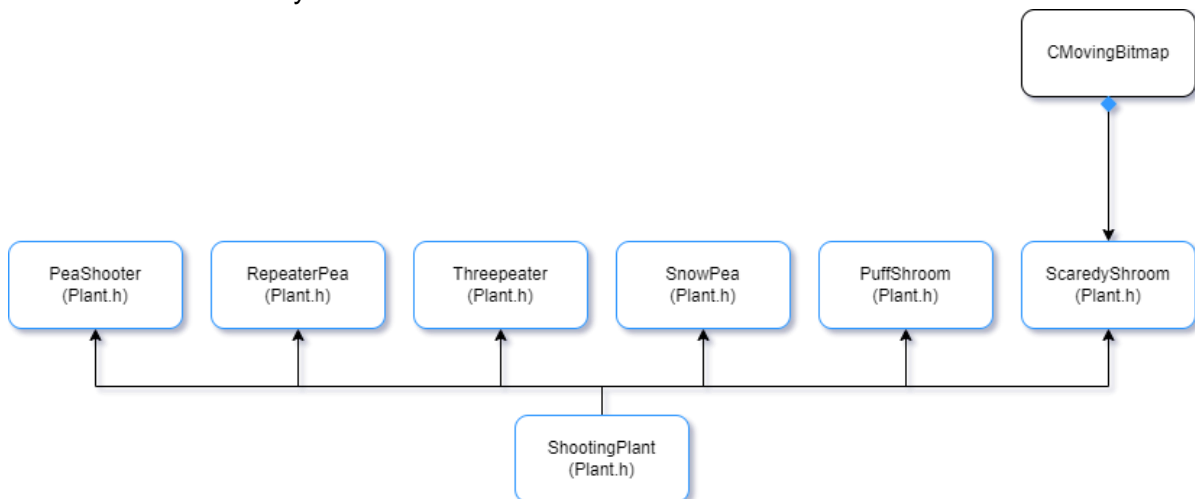 CMovingBitmap
PeaShooter
(Plant.h)
RepeaterPea
(Plant.h)
Threepeater
(Plant.h)
SnowPea
(Plant.h)
PuffShroom
(Plant.h)
ScaredyShroom
(Plant.h)
ShootingPlant
(Plant.h)